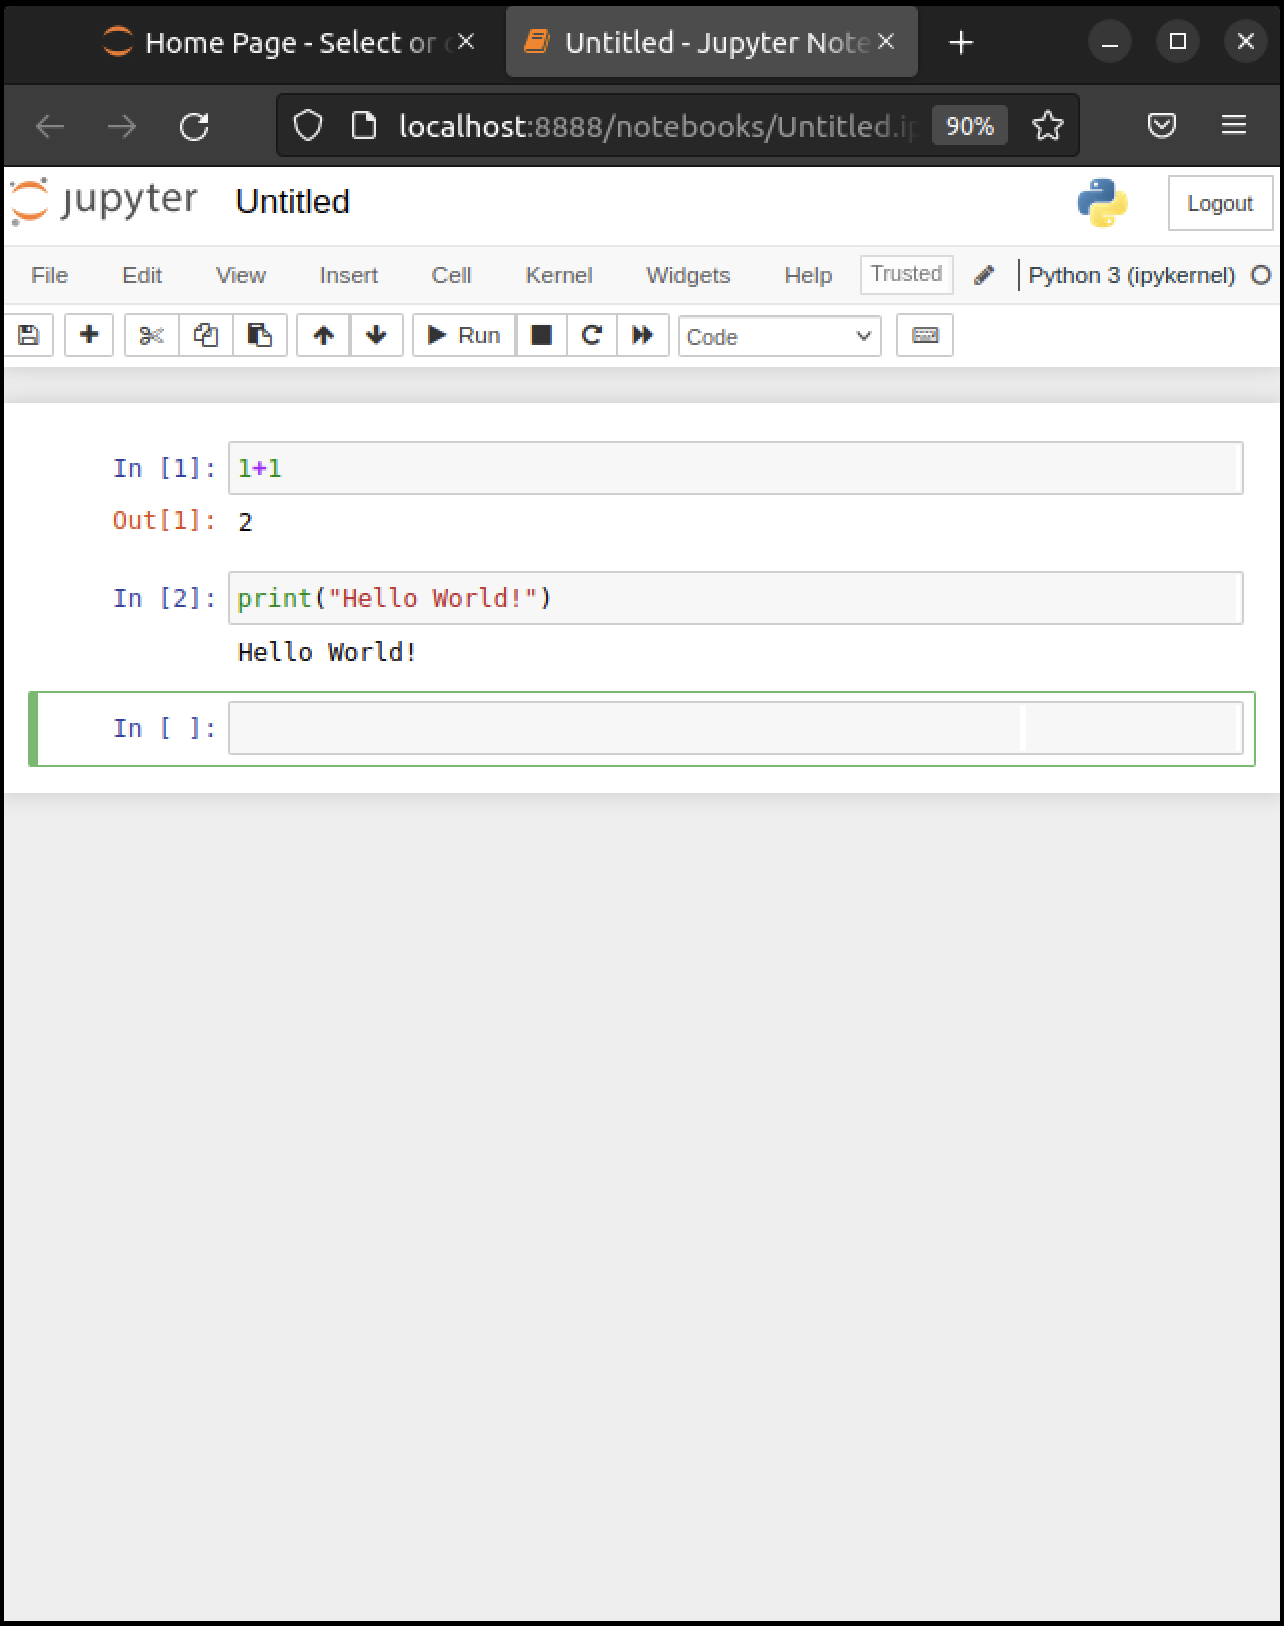 Home Page - Select or
Untitled - Jupyter Note
localhost:8888/notebooks/Untitled.ip 90%
jupyter Untitled Logout
File Edit View Insert Cell Kernel Widgets Help Trusted Python 3 (ipykernel)
Run Code
In [1]: 1+1
Out[1]: 2
In [2]: print("Hello World!")
Hello World!
In [ ]: